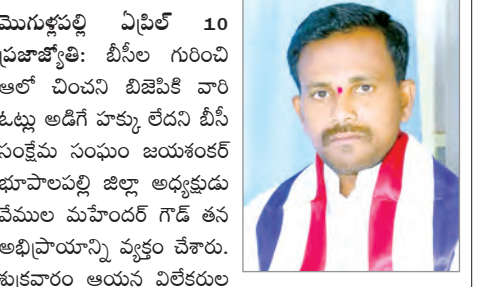 మొగుళ్లపల్లి ఏప్రిల్ 10
ప్రజాజ్యోతి: బీసీల గురించి
ఆలో చించని బిజెపికి వారి
ఓట్లు అడిగే హక్కు లేదని బీసీ
సంక్షేమ సంఘం జయశంకర్
భూపాలపల్లి జిల్లా అధ్యక్షుడు
వేముల మహేందర్ గౌడ్ తన
అభిప్రాయాన్ని వ్యక్తం చేశారు.
శుక్రవారం ఆయన విలేకరుల